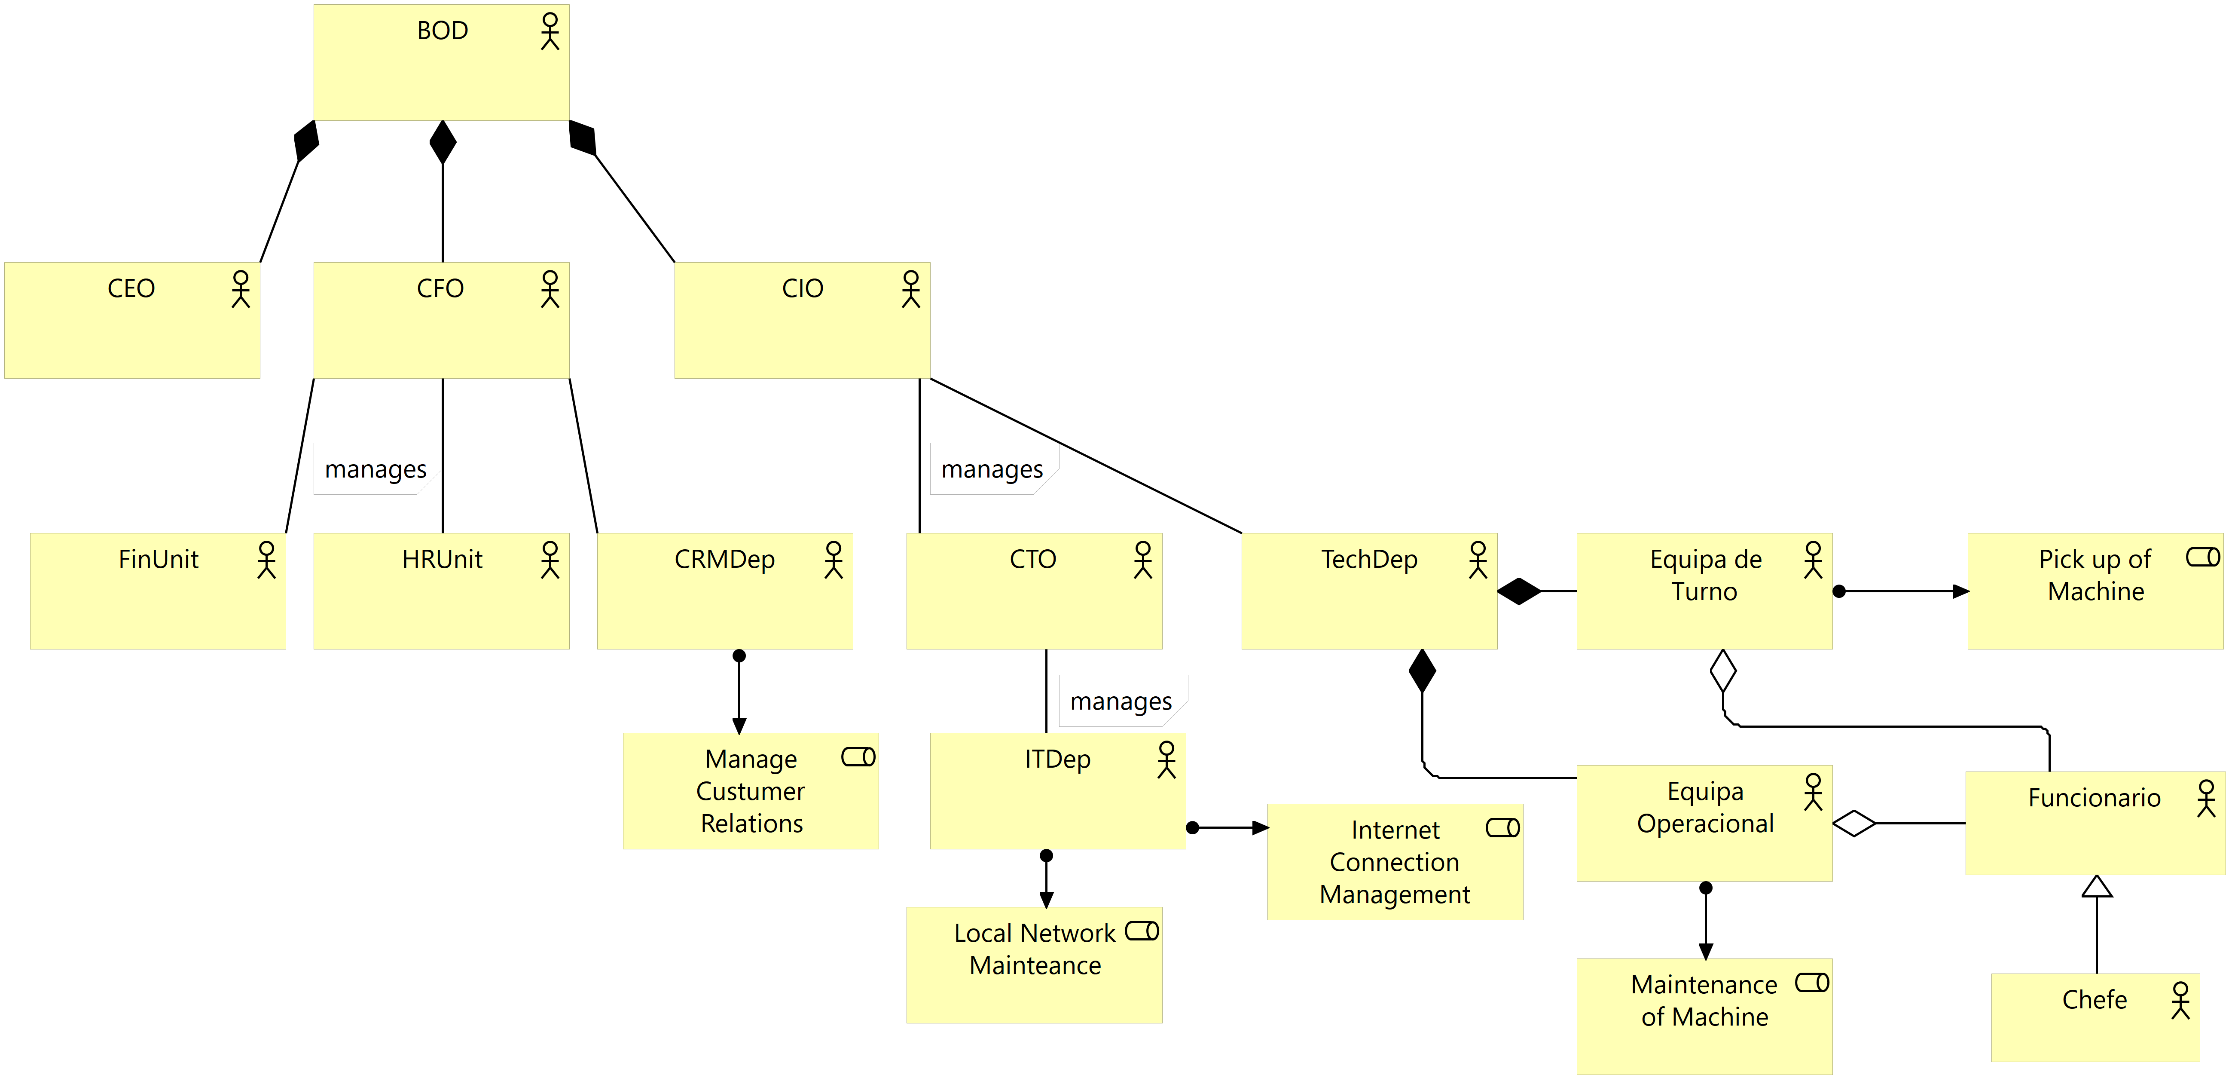 BOD
CEO
CFO
CIO
manages
manages
FinUnit
HRUnit
CRMDep
CTO
TechDep
Equipa de
Turno
Pick up of
Machine
manages
Manage
Custumer
Relations
ITDep
Internet
Connection
Management
Equipa
Operacional
Funcionario
Local Network
Mainteance
Maintenance
of Machine
Chefe